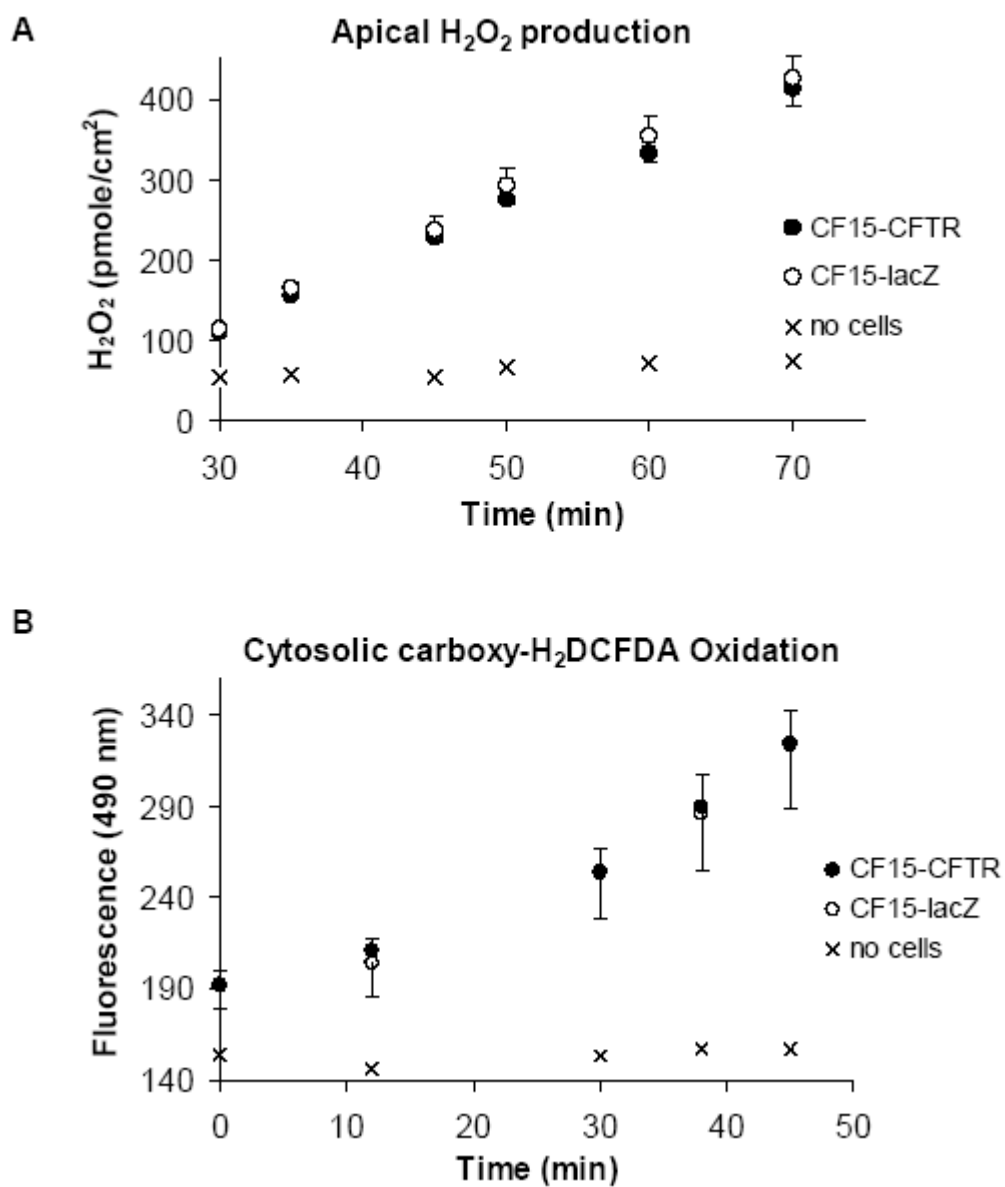 A
Apical H₂O₂ production
H₂O₂ (pmole/cm²)
400
300
200
100
0
30
40
50
60
70
Time (min)
CF15-CFTR
CF15-lacZ
no cells
B
Cytosolic carboxy-H₂DCFDA Oxidation
Fluorescence (490 nm)
340
290
240
190
140
0
10
20
30
40
50
Time (min)
CF15-CFTR
CF15-lacZ
no cells